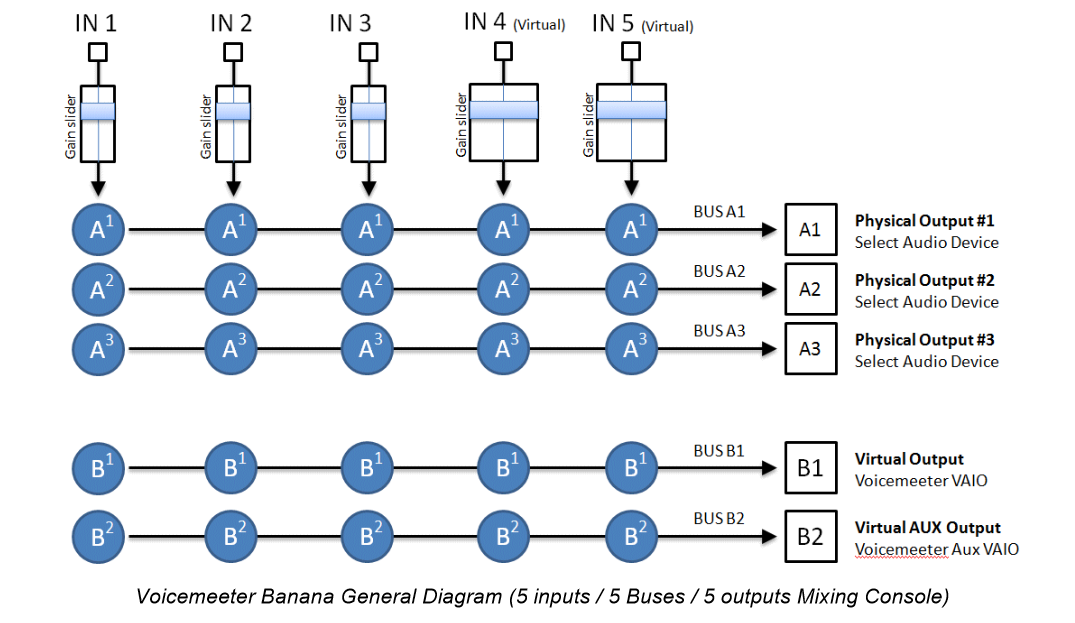 IN 1 IN 2 IN 3 IN 4 (Virtual) IN 5 (Virtual)
Gain slider Gain slider Gain slider Gain slider Gain slider
A1 A1 A1 A1 A1 BUS A1 A1 Physical Output #1
Select Audio Device
A2 A2 A2 A2 A2 BUS A2 A2 Physical Output #2
Select Audio Device
A3 A3 A3 A3 A3 BUS A3 A3 Physical Output #3
Select Audio Device
B1 B1 B1 B1 B1 BUS B1 B1 Virtual Output
Voicemeeter VAIO
B2 B2 B2 B2 B2 BUS B2 B2 Virtual AUX Output
Voicemeeter Aux VAIO
Voicemeeter Banana General Diagram (5 inputs / 5 Buses / 5 outputs Mixing Console)